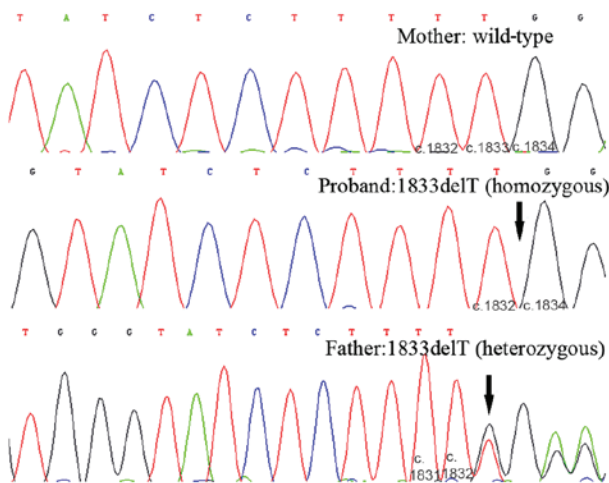 T A T C T C T T T T T G G
Mother: wild-type
c.1832 c.1833 c.1834
G T A T C T C T T T T G G
Proband:1833delT (homozygous)
c.1832 c.1834
T G G G T A T C T C T T T T
Father:1833delT (heterozygous)
c. c.
1831 1832